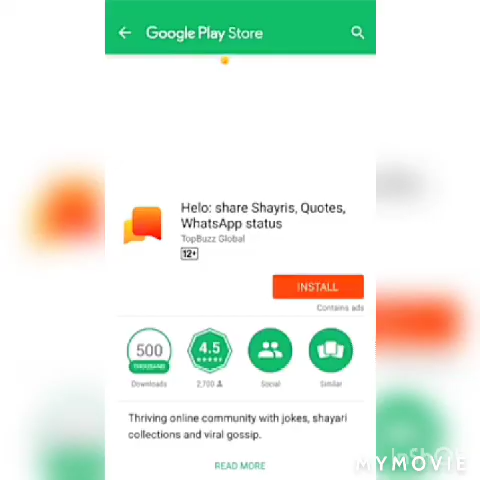 Google Play Store
Helo: share Shayris, Quotes,
WhatsApp status
TopBuzz Global
12+
INSTALL
Contains ads
500
THOUSAND
4.5
Downloads
2,700
Social
Similar
Thriving online community with jokes, shayari
collections and viral gossip.
READ MORE
InShOt
MYMOVIE